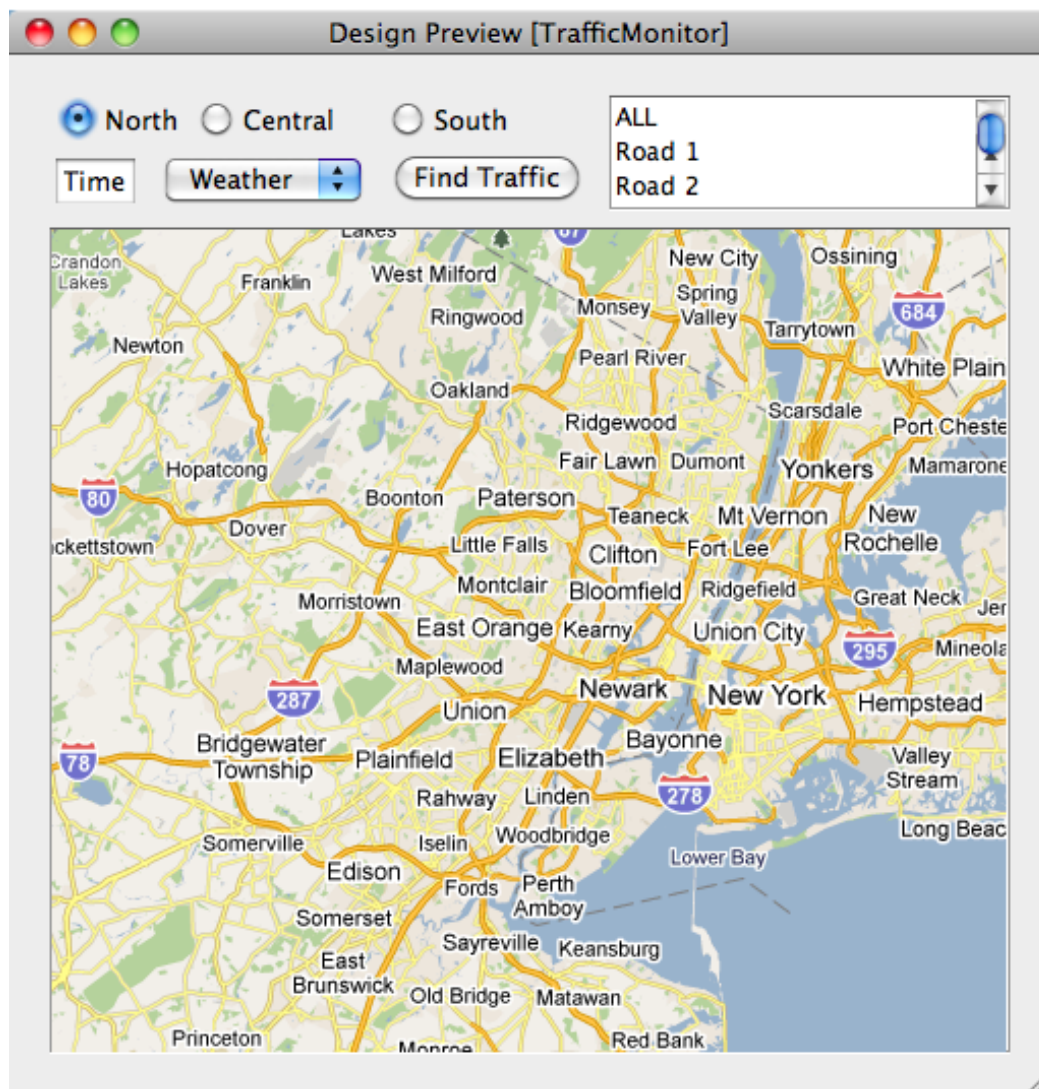 Design Preview [TrafficMonitor]
North Central South
ALL
Road 1
Road 2
Time Weather Find Traffic
Lakes
87
Crandon
Lakes
Franklin
West Milford
New City
Ossining
Ringwood
Monsey
Spring
Valley
684
Tarrytown
Newton
Pearl River
White Plain
Oakland
Scarsdale
Ridgewood
Port Cheste
Hopatcong
Fair Lawn
Dumont
Yonkers
Mamarone
80
Boonton
Paterson
Teaneck
Mt Vernon
New
Rochelle
Dover
ckettstown
Little Falls
Clifton
Fort Lee
Montclair
Bloomfield
Ridgefield
Great Neck
Jer
Morristown
East Orange
Kearny
Union City
295
Mineola
Maplewood
Newark
New York
Hempstead
287
Union
Bridgewater
Township
Plainfield
Elizabeth
Bayonne
Valley
Stream
78
Rahway
Linden
278
Somerville
Iselin
Woodbridge
Long Beac
Lower Bay
Edison
Fords
Perth
Amboy
Somerset
Sayreville
Keansburg
East
Brunswick
Old Bridge
Matawan
Princeton
Monroe
Red Bank